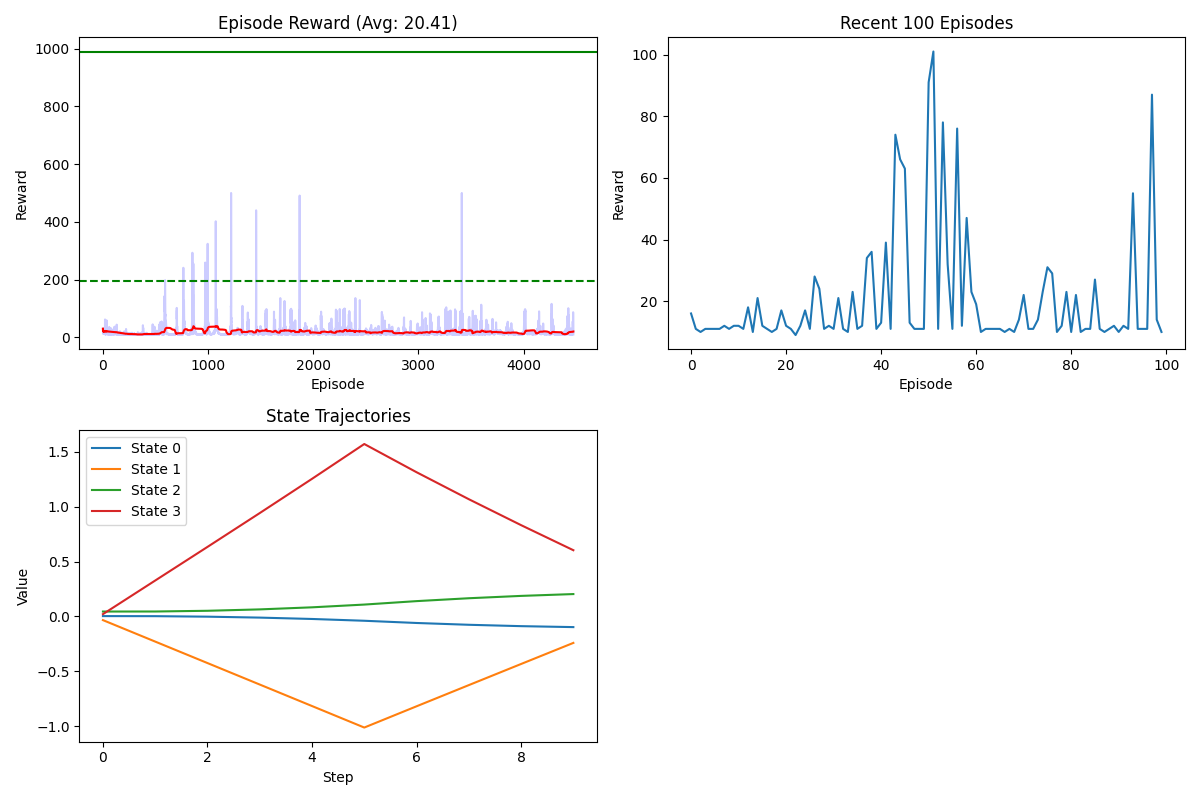 Episode Reward (Avg: 20.41)
Reward
1000
800
600
400
200
0
0 1000 2000 3000 4000
Episode
Recent 100 Episodes
Reward
100
80
60
40
20
0 20 40 60 80 100
Episode
State Trajectories
Value
1.5
1.0
0.5
0.0
−0.5
−1.0
State 0
State 1
State 2
State 3
0 2 4 6 8
Step